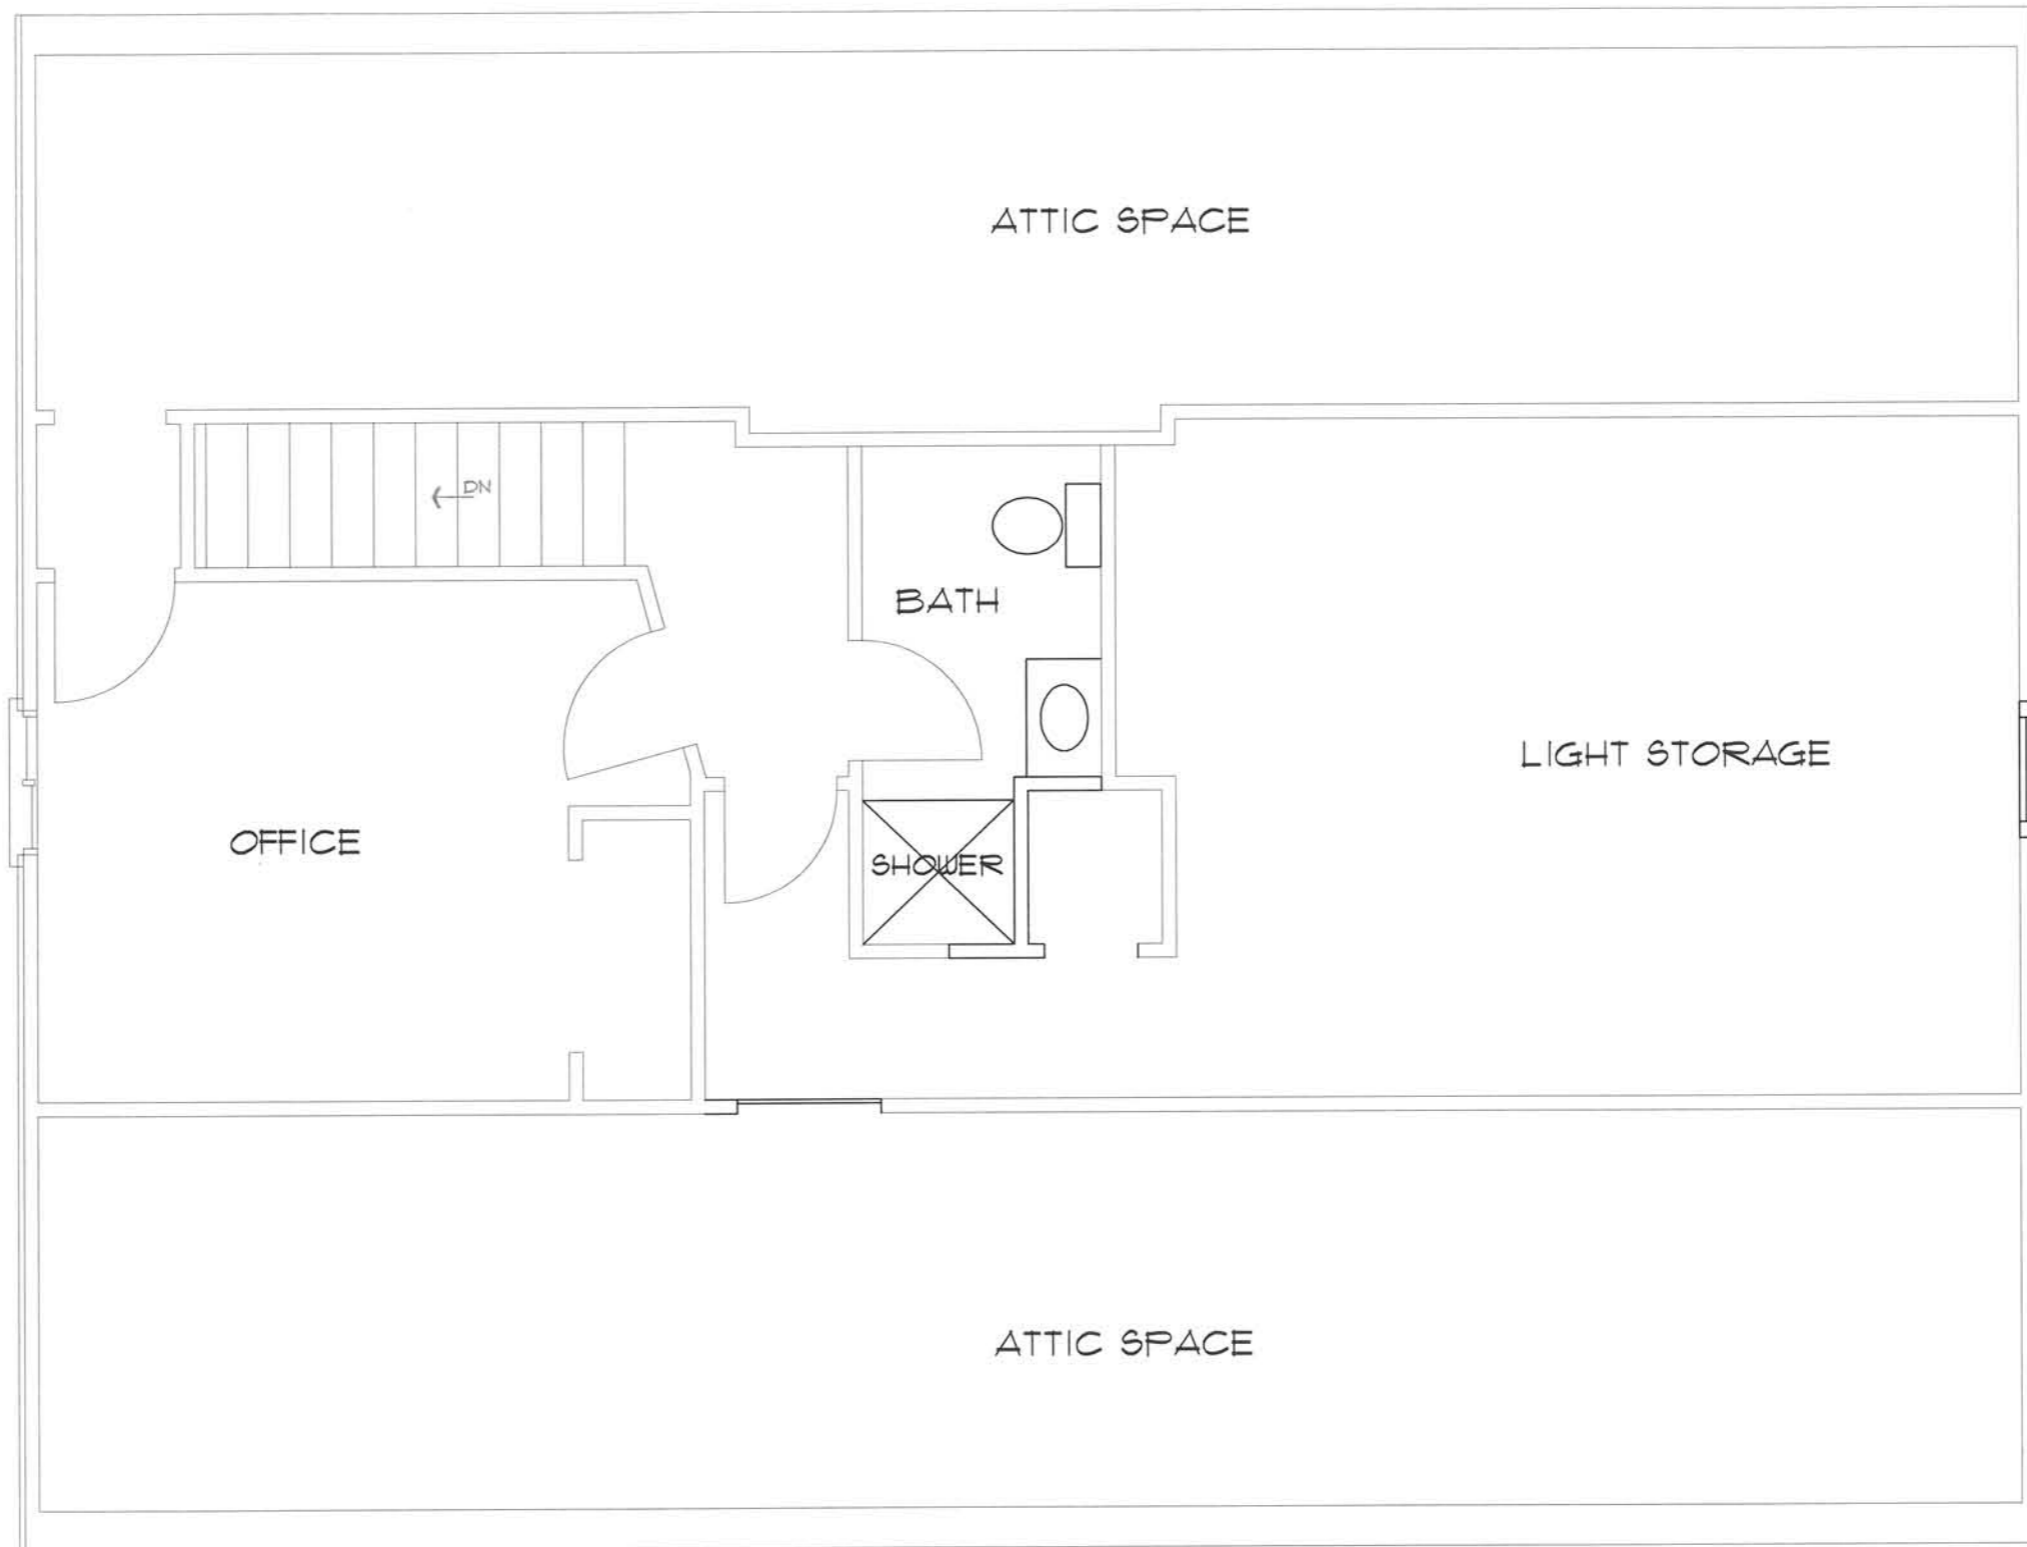 ATTIC SPACE
DN
BATH
LIGHT STORAGE
OFFICE
SHOWER
ATTIC SPACE